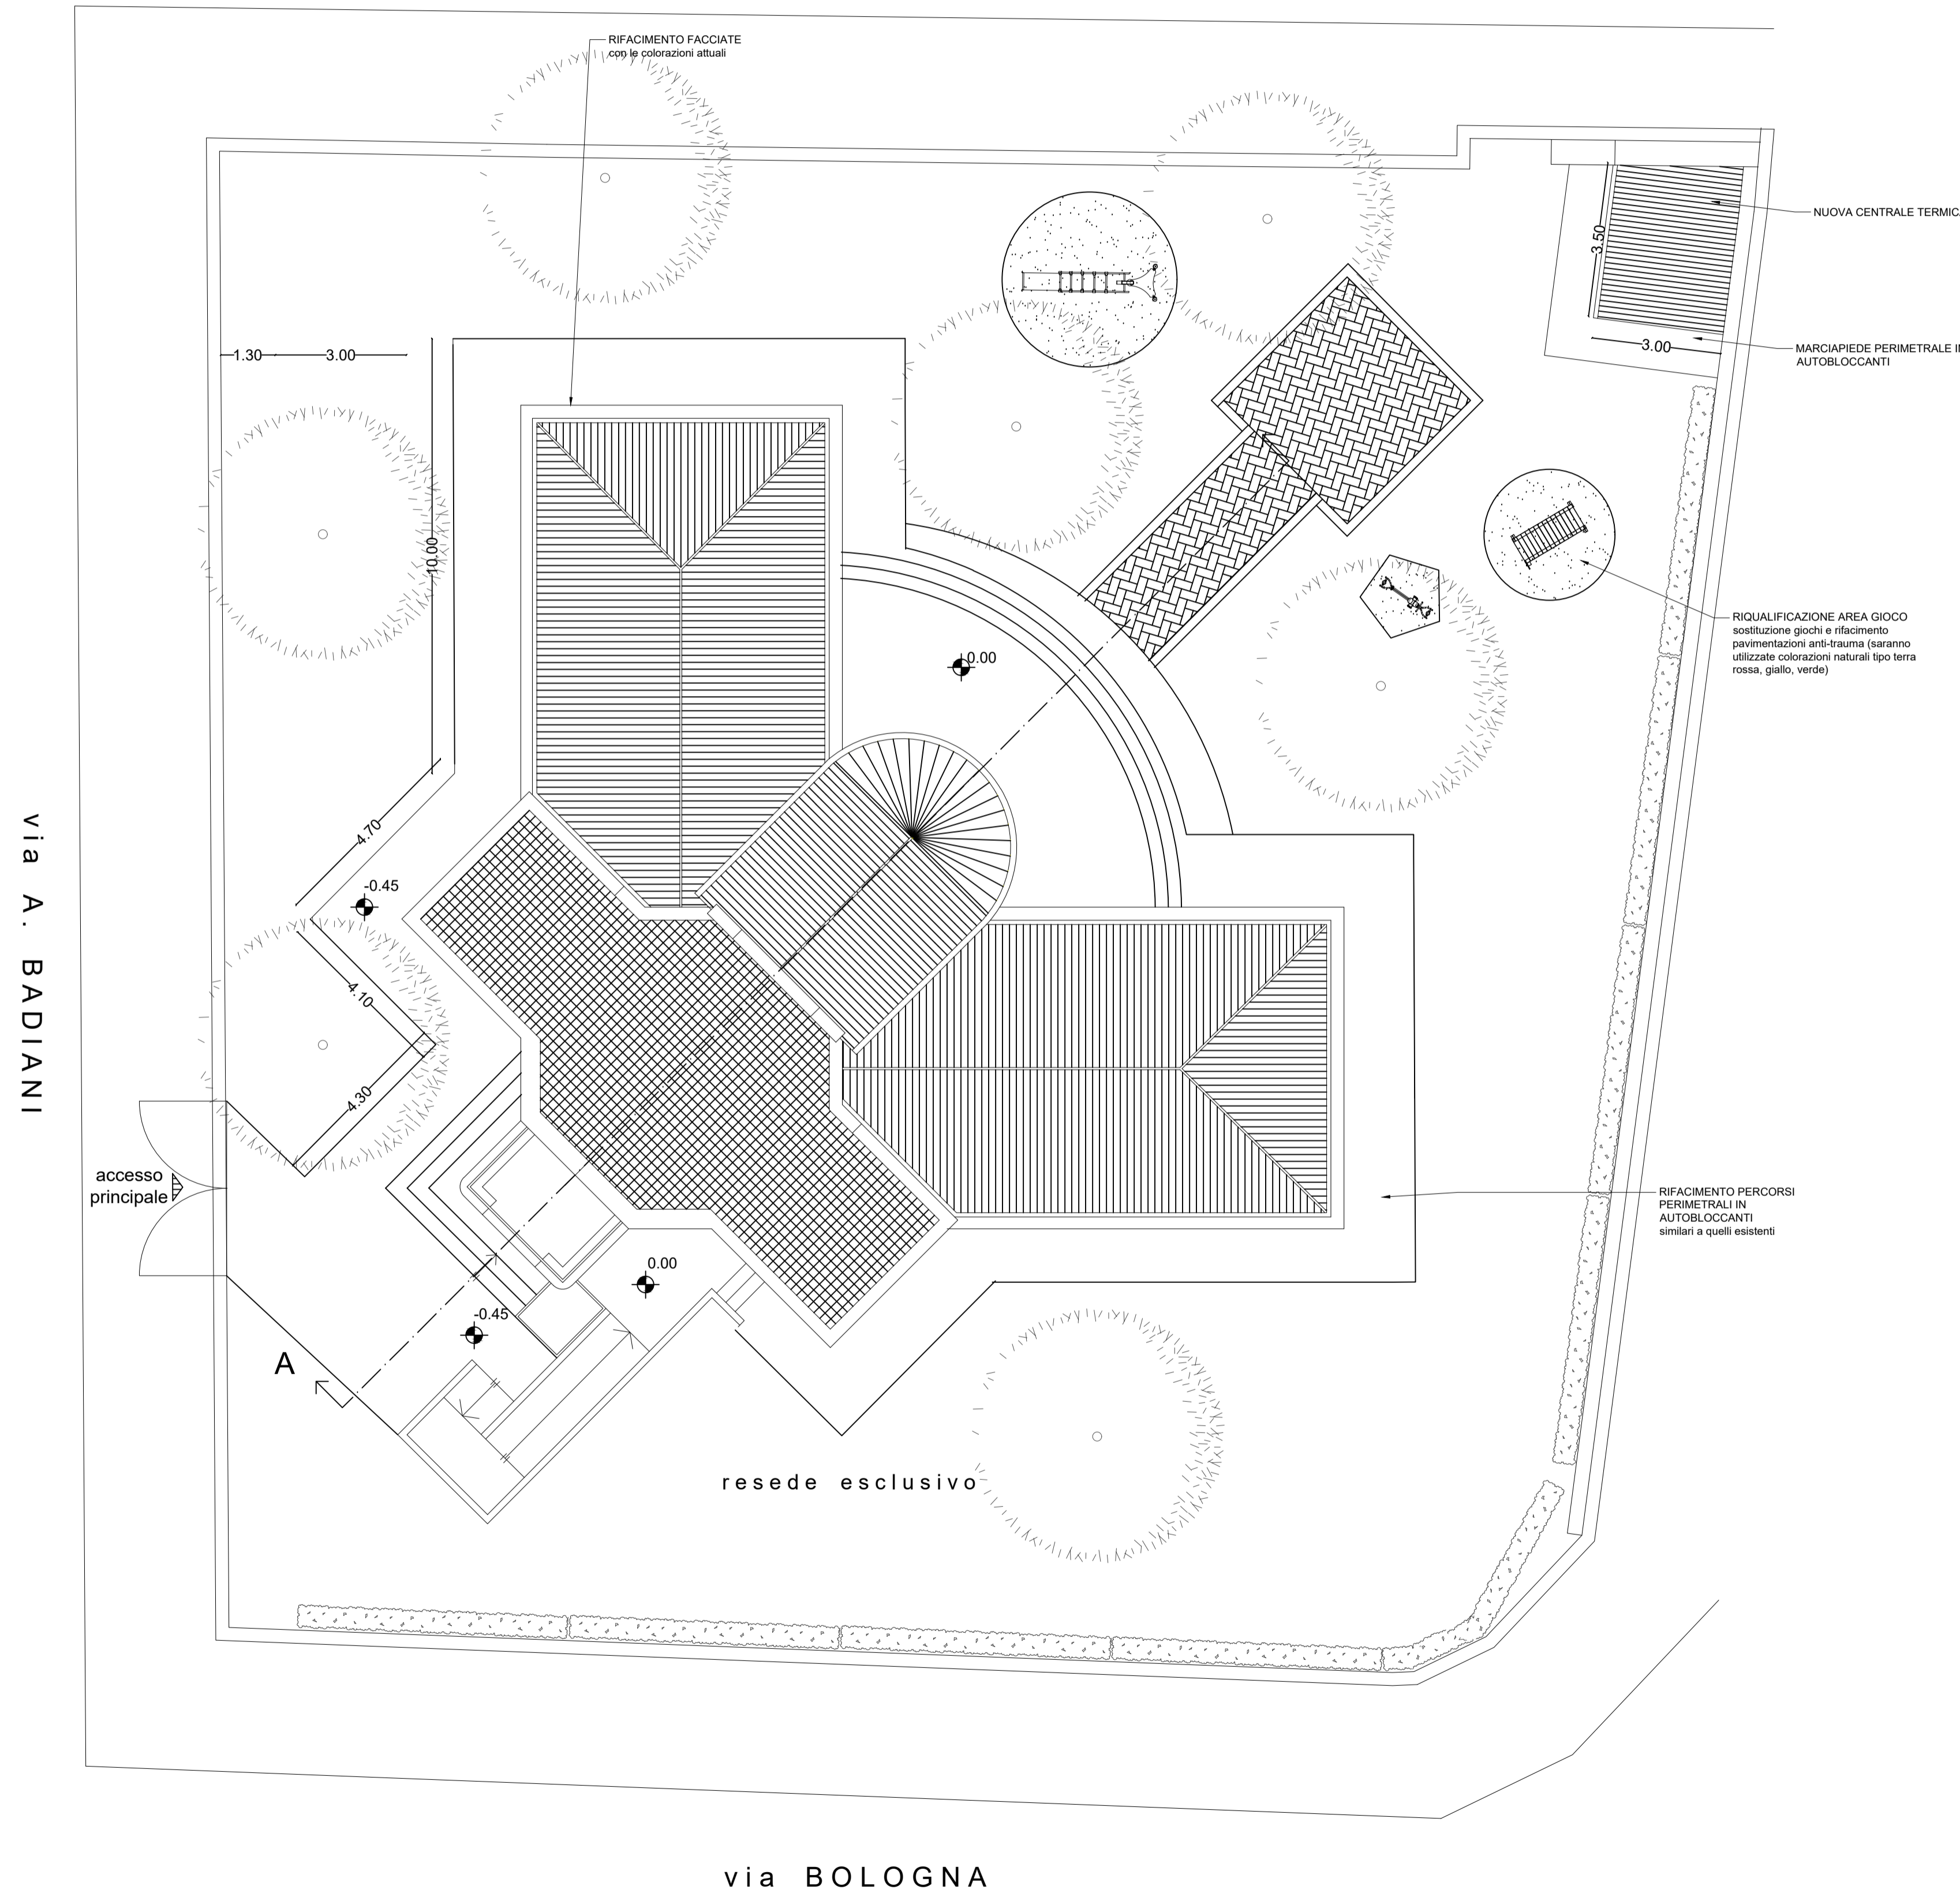 RIFACIMENTO FACCIATE
con le colorazioni attuali
NUOVA CENTRALE TERMIC
3.50
3.00
MARCIAPIEDE PERIMETRALE
AUTOBLOCCANTI
1.30
3.00
10.00
RIQUALIFICAZIONE AREA GIOCO
sostituzione giochi e rifacimento
pavimentazioni anti-trauma (saranno
utilizzate colorazioni naturali tipo terra
rossa, giallo, verde)
0.00
4.70
-0.45
via A. BADIANI
4.10
4.30
accesso
principale
RIFACIMENTO PERCORSI
PERIMETRALI IN
AUTOBLOCCANTI
similari a quelli esistenti
0.00
-0.45
A
resede esclusivo
via BOLOGNA